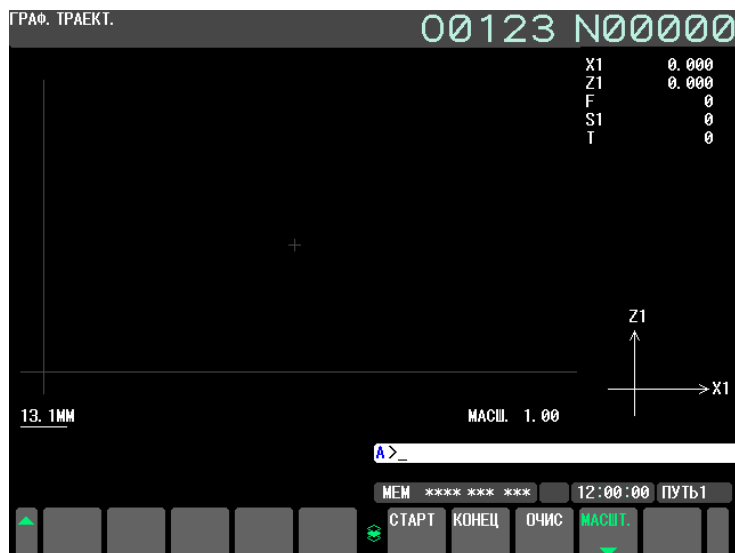 ГРАФ. ТРАЕКТ.
O0123 N00000
X1 0.000
Z1 0.000
F 0
S1 0
T 0
Z1
X1
13.1ММ
МАСШ. 1.00
A>_
MEM **** *** ***
12:00:00
ПУТЬ1
СТАРТ
КОНЕЦ
ОЧИС
МАСШТ.